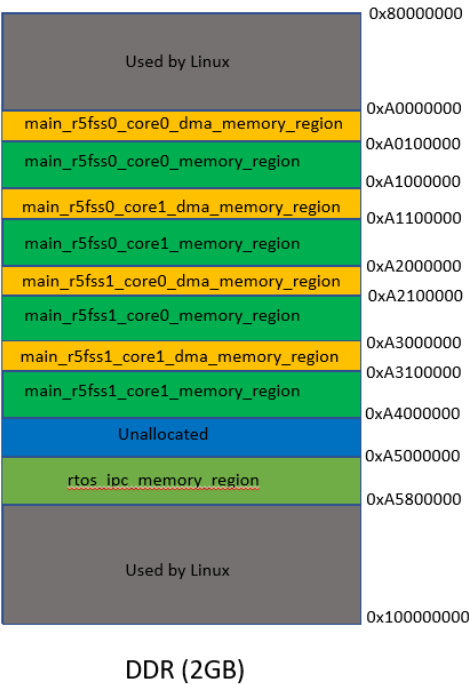 0x80000000
Used by Linux
0xA0000000
main_r5fss0_core0_dma_memory_region
0xA0100000
main_r5fss0_core0_memory_region
0xA1000000
main_r5fss0_core1_dma_memory_region
0xA1100000
main_r5fss0_core1_memory_region
0xA2000000
main_r5fss1_core0_dma_memory_region
0xA2100000
main_r5fss1_core0_memory_region
0xA3000000
main_r5fss1_core1_dma_memory_region
0xA3100000
main_r5fss1_core1_memory_region
0xA4000000
Unallocated
0xA5000000
rtos_ipc_memory_region
0xA5800000
Used by Linux
0x100000000
DDR (2GB)